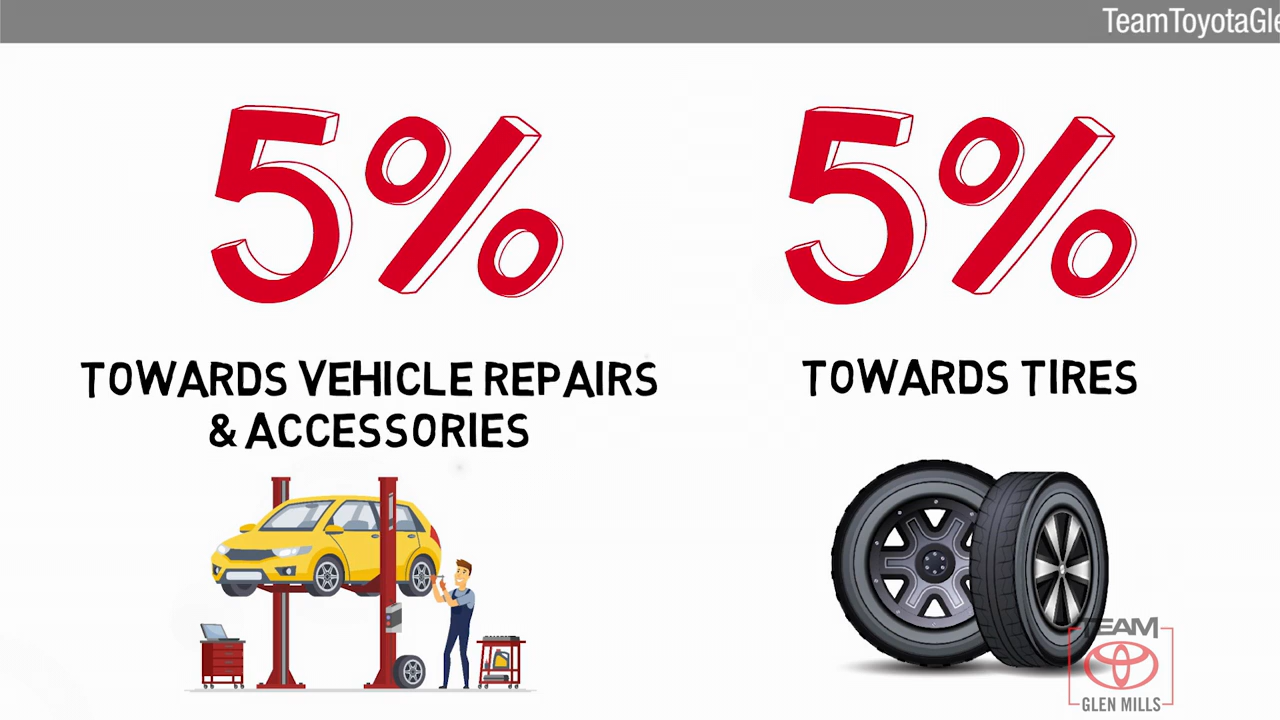 TeamToyotaGle
5%
TOWARDS VEHICLE REPAIRS
& ACCESSORIES
5%
TOWARDS TIRES
TEAM
GLEN MILLS